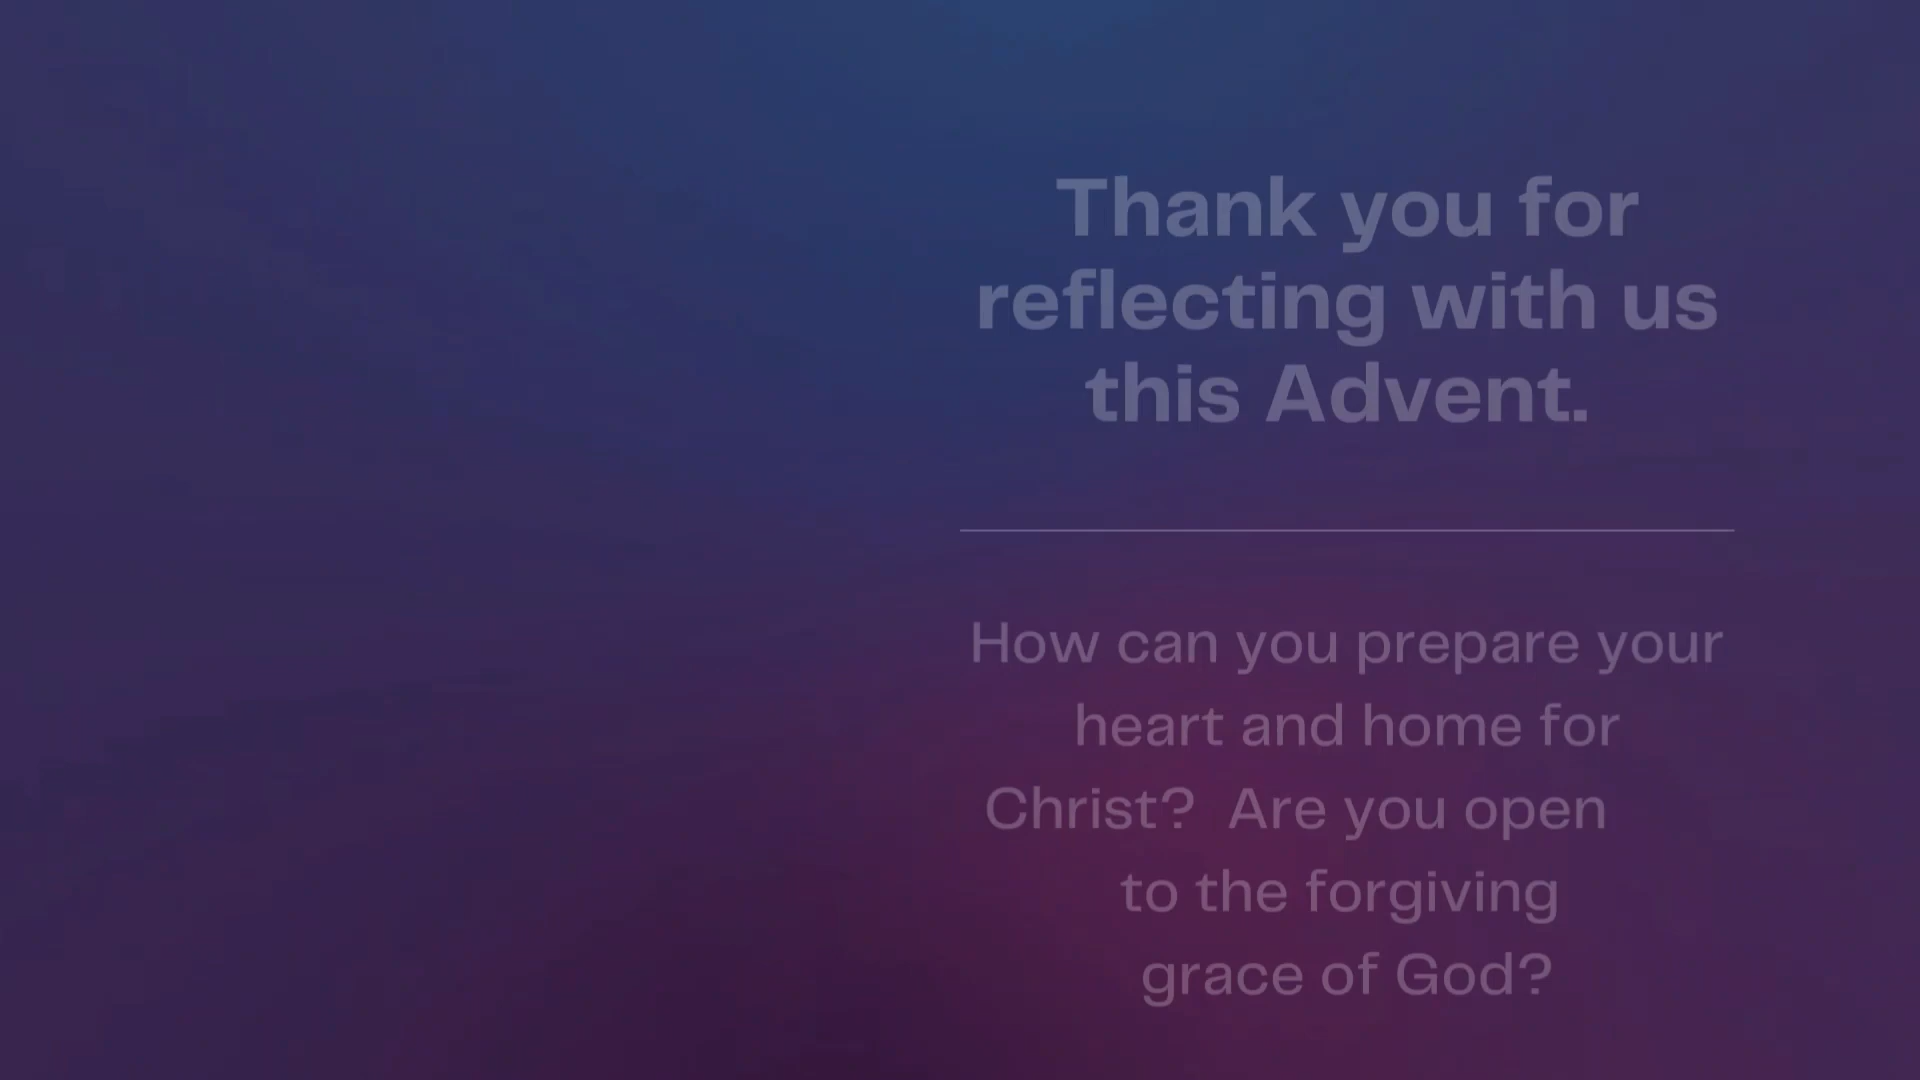 Thank you for
reflecting with us
this Advent.
How can you prepare your
heart and home for
Christ?  Are you open
to the forgiving
grace of God?